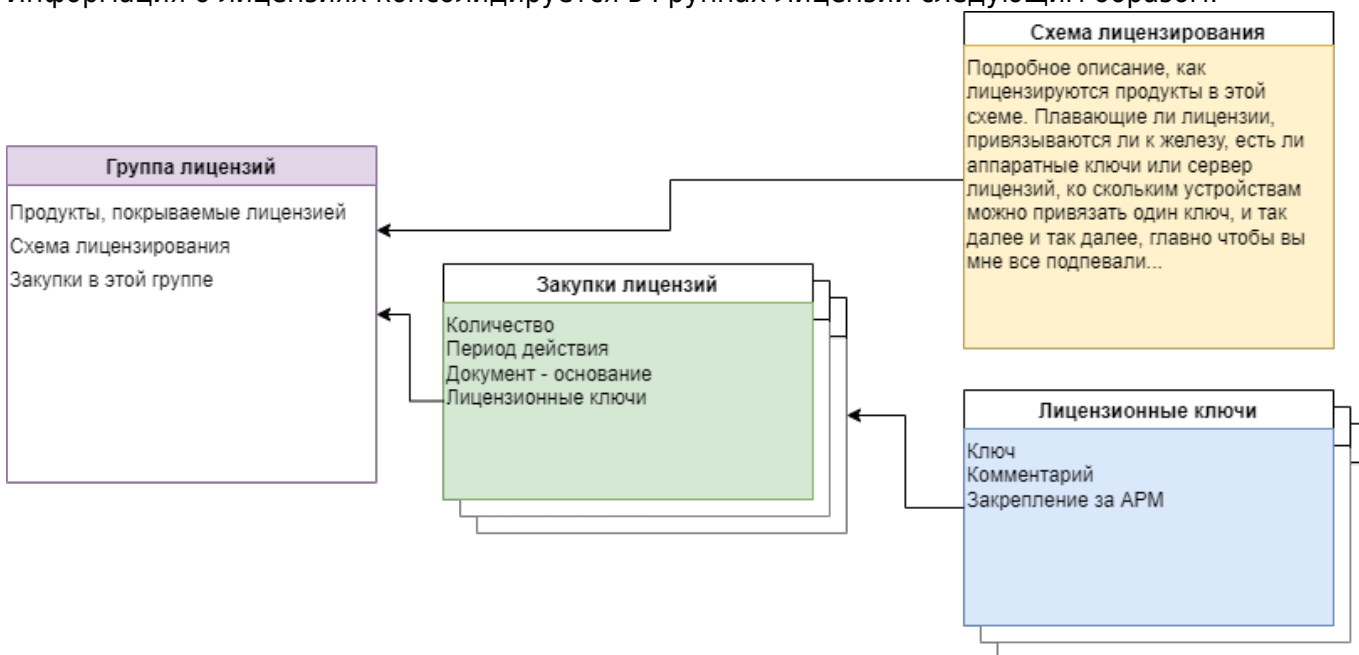 Информация о лицензиях консолидируется в Группах Лицензий следующим образом:
Схема лицензирования
Подробное описание, как
лицензируются продукты в этой
схеме. Плавающие ли лицензии,
привязываются ли к железу, есть ли
аппаратные ключи или сервер
лицензий, ко скольким устройствам
можно привязать один ключ, и так
далее и так далее, главно чтобы вы
мне все подпевали...
Группа лицензий
Продукты, покрываемые лицензией
Схема лицензирования
Закупки в этой группе
Закупки лицензий
Количество
Период действия
Документ - основание
Лицензионные ключи
Лицензионные ключи
Ключ
Комментарий
Закрепление за АРМ